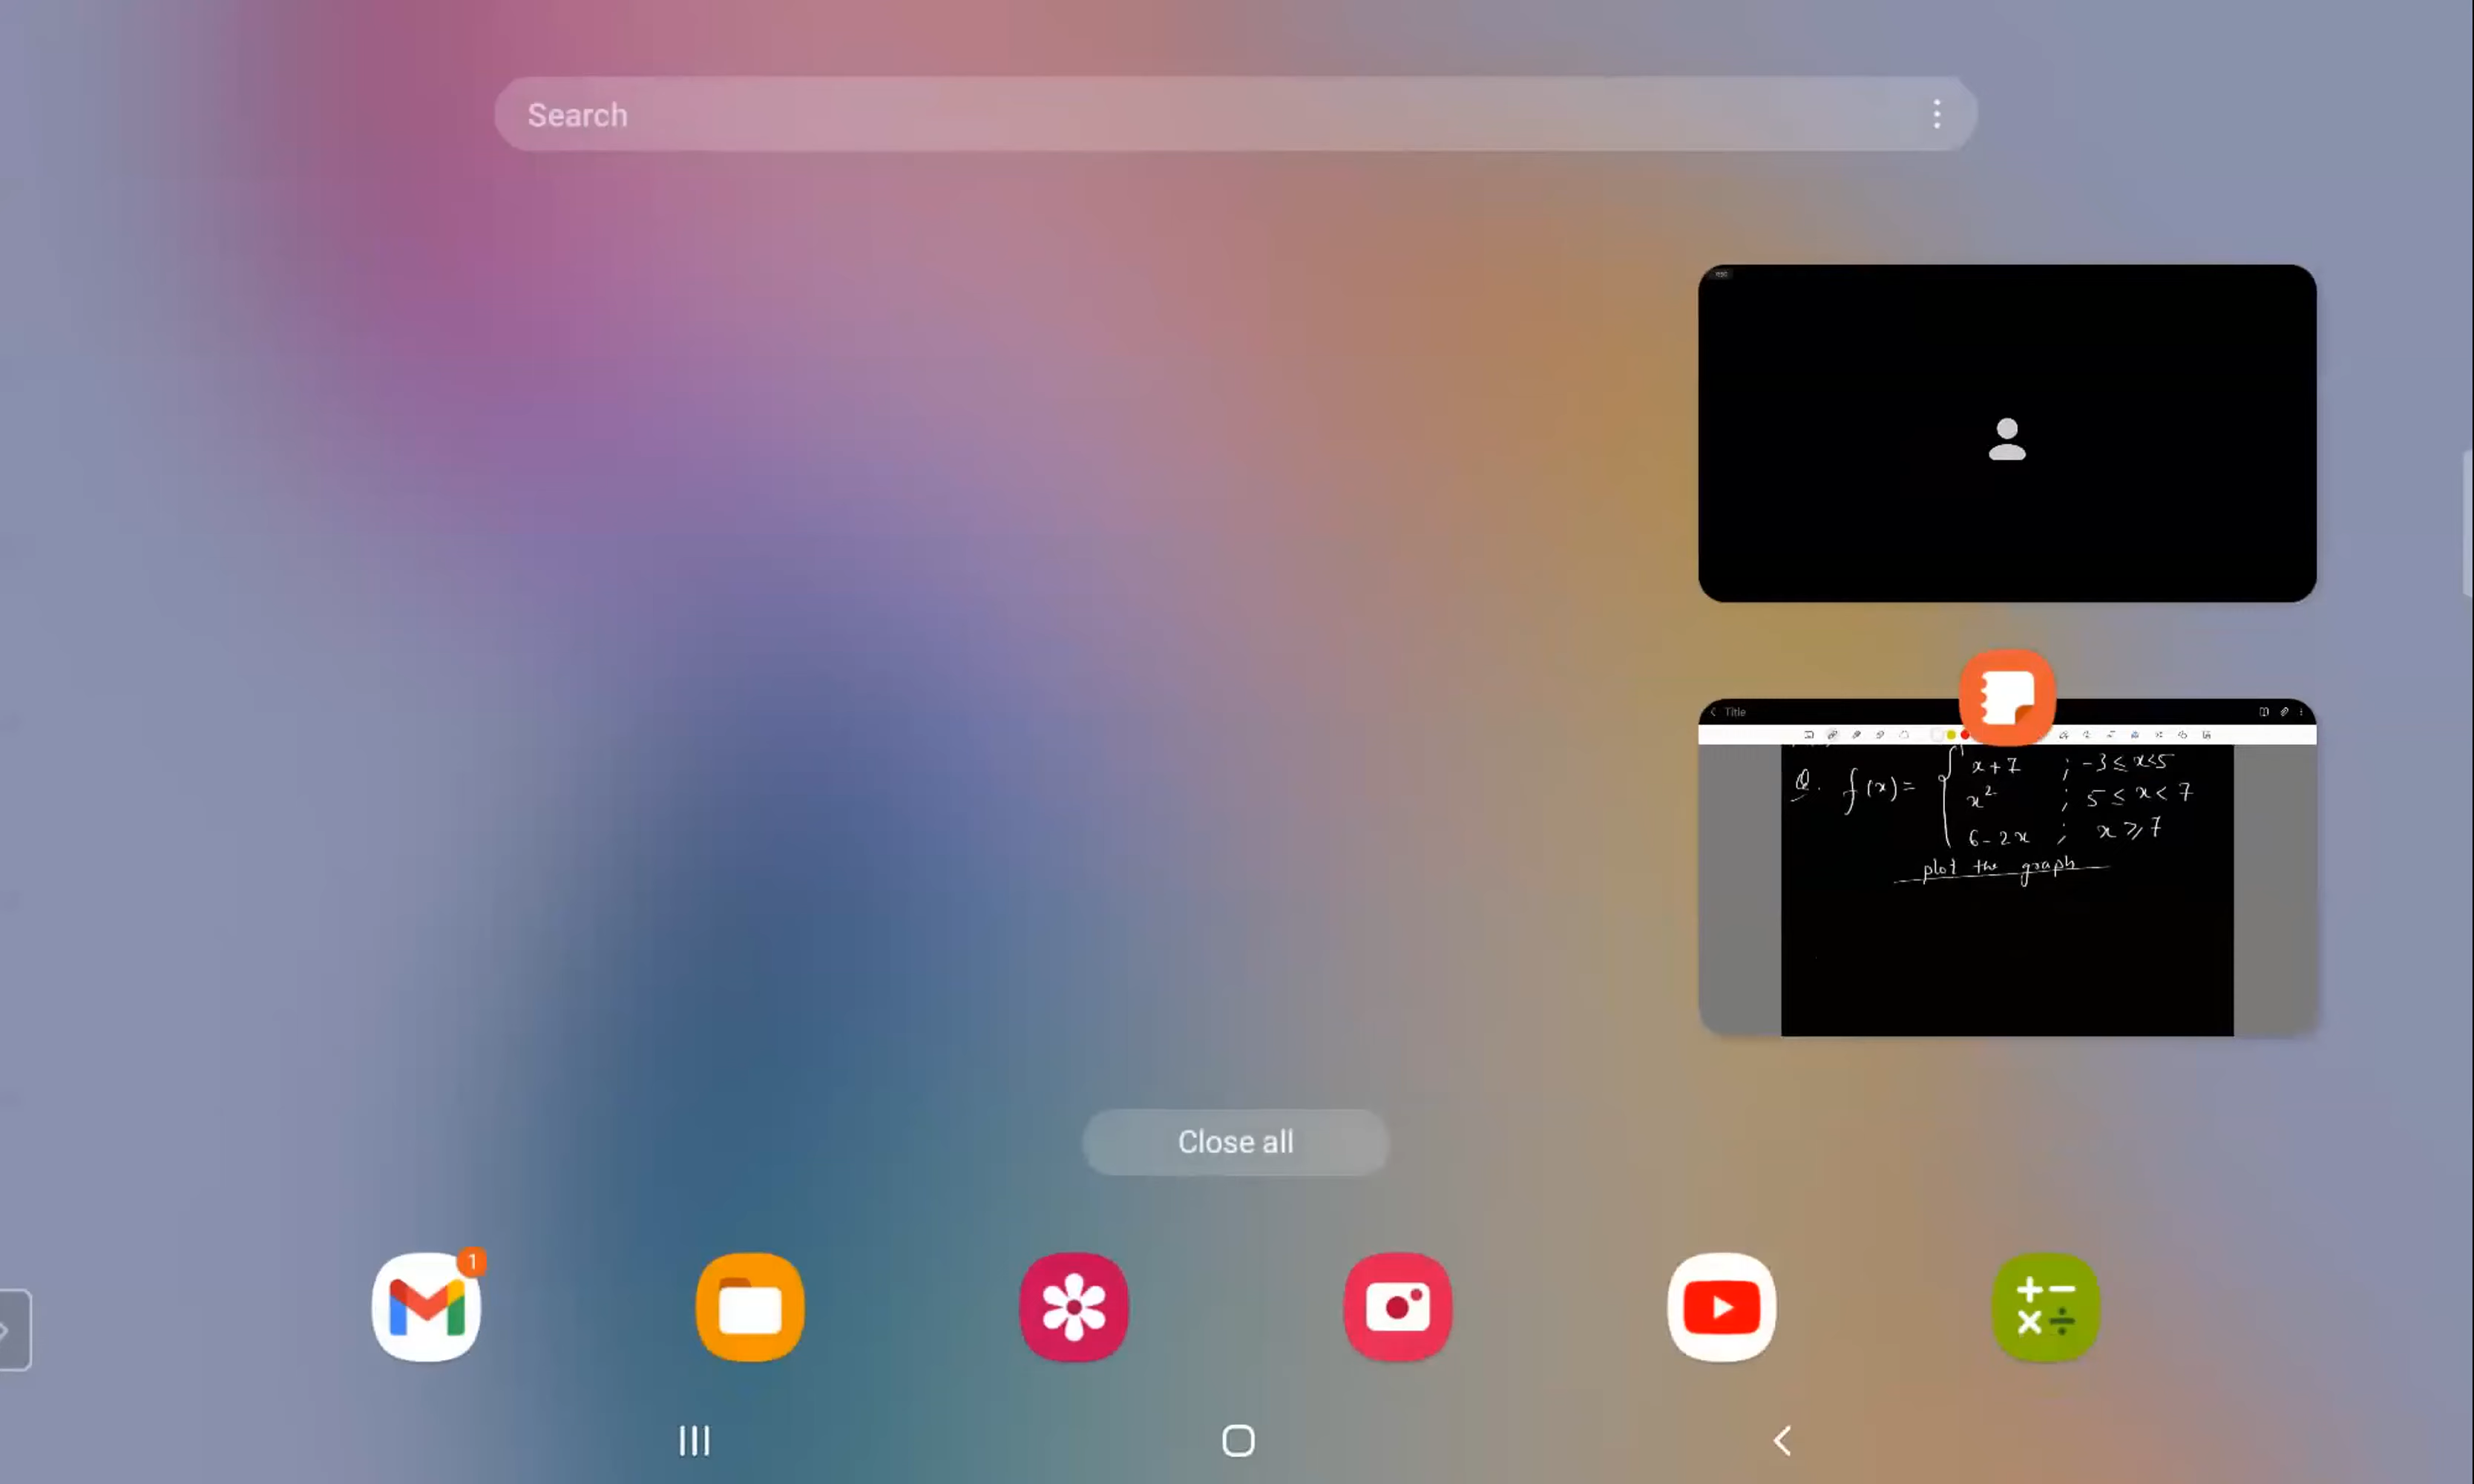 Search
Title
Q. f(x) = { x + 7 ; -3 ≤ x < 5
x² ; 5 ≤ x < 7
6 - 2x ; x ≥ 7
plot the graph
Close all
1